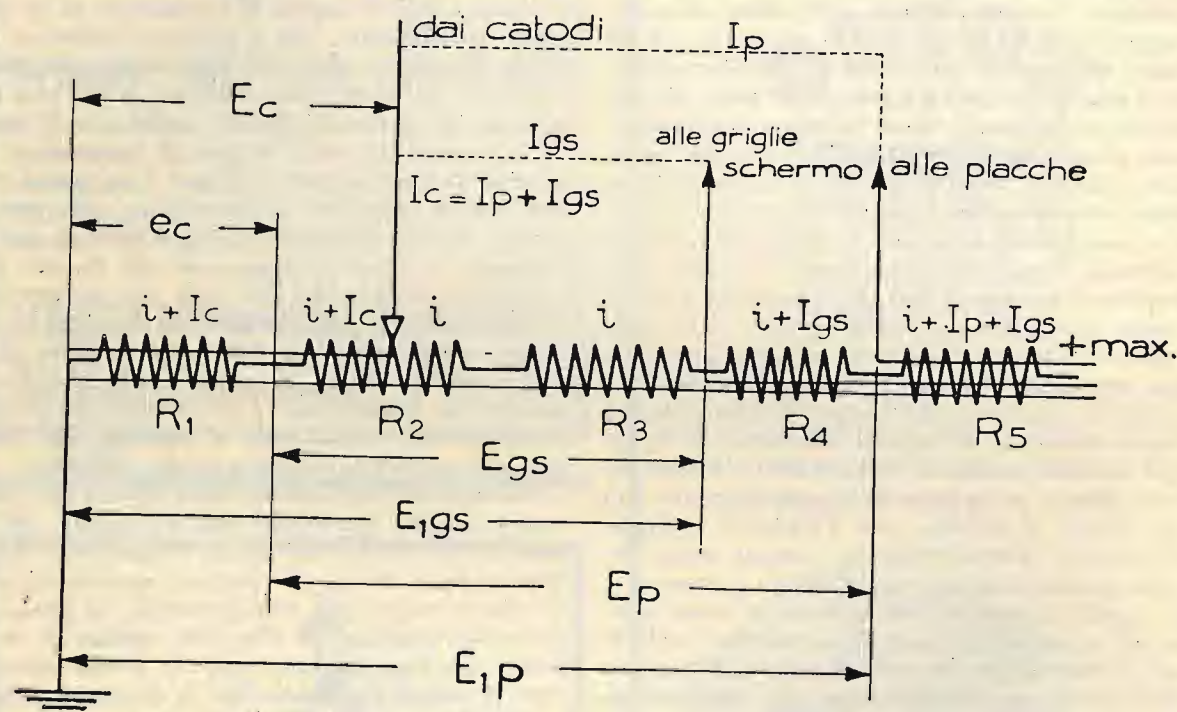 dai catodi
Ip
Ec
Igs
alle griglie
schermo
alle placche
Ic = Ip + Igs
ec
i + Ic
i + Ic
i
i
i + Igs
i + Ip + Igs
+ max.
R1
R2
R3
R4
R5
Egs
E1gs
Ep
E1p